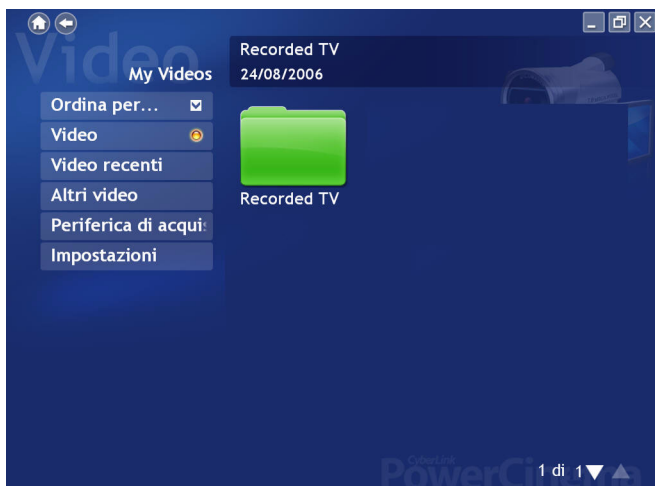 Video
Recorded TV
My Videos
24/08/2006
Ordina per...
Video
Video recenti
Altri video
Periferica di acqui
Impostazioni
Recorded TV
CyberLink
PowerCinema
1 di 1